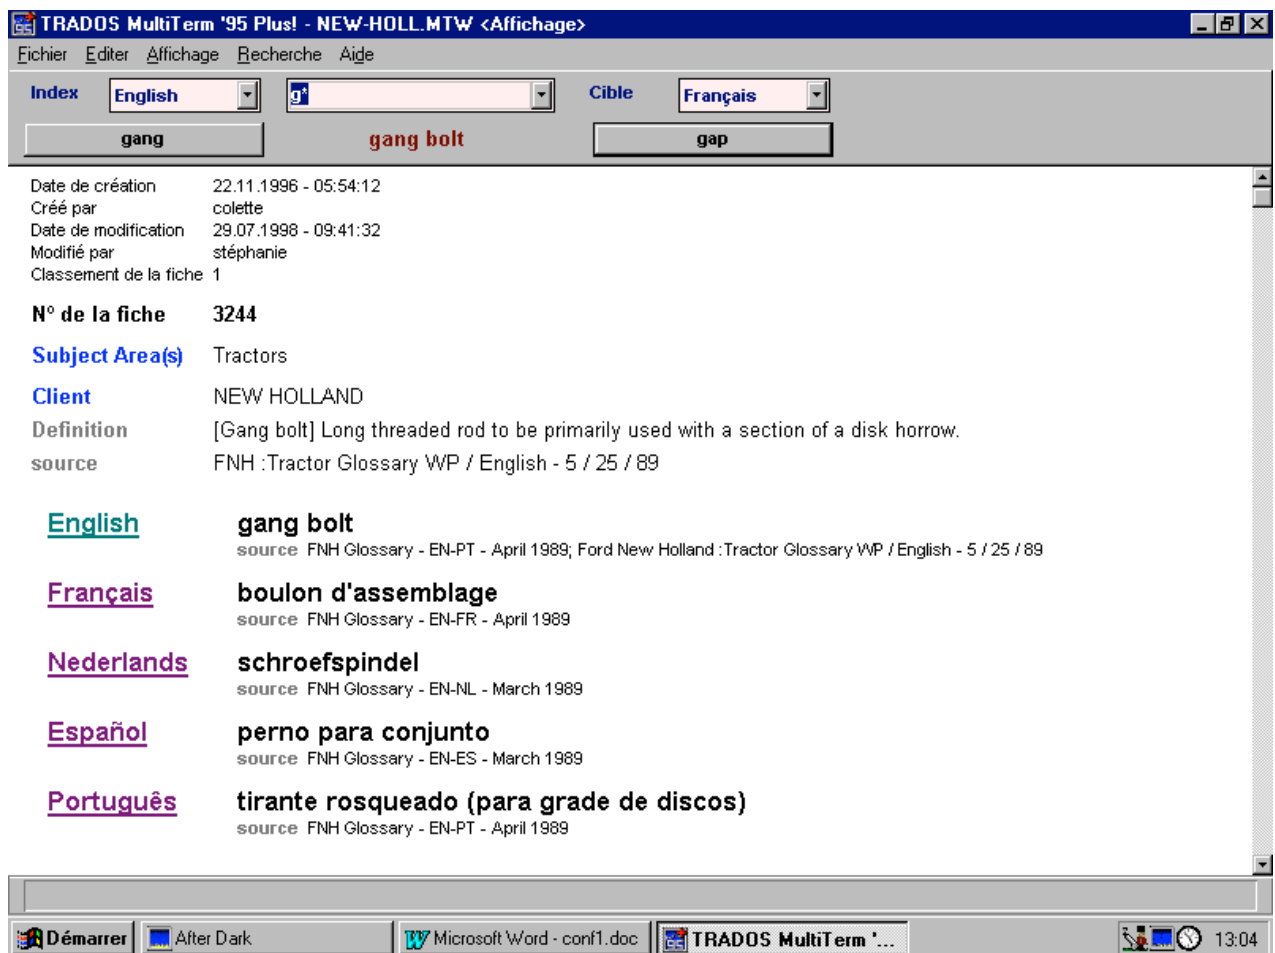 TRADOS MultiTerm '95 Plus! - NEW-HOLL.MTW <Affichage>
Fichier Editer Affichage Recherche Aide
Index English g* Cible Français
gang gang bolt gap
Date de création 22.11.1996 - 05:54:12
Créé par colette
Date de modification 29.07.1998 - 09:41:32
Modifié par stéphanie
Classement de la fiche 1
Nº de la fiche 3244
Subject Area(s) Tractors
Client NEW HOLLAND
Definition [Gang bolt] Long threaded rod to be primarily used with a section of a disk horrow.
source FNH :Tractor Glossary WP / English - 5 / 25 / 89
English gang bolt
source FNH Glossary - EN-PT - April 1989; Ford New Holland :Tractor Glossary WP / English - 5 / 25 / 89
Français boulon d'assemblage
source FNH Glossary - EN-FR - April 1989
Nederlands schroefspindel
source FNH Glossary - EN-NL - March 1989
Español perno para conjunto
source FNH Glossary - EN-ES - March 1989
Português tirante rosqueado (para grade de discos)
source FNH Glossary - EN-PT - April 1989
Démarrer After Dark Microsoft Word - conf1.doc TRADOS MultiTerm '... 13:04